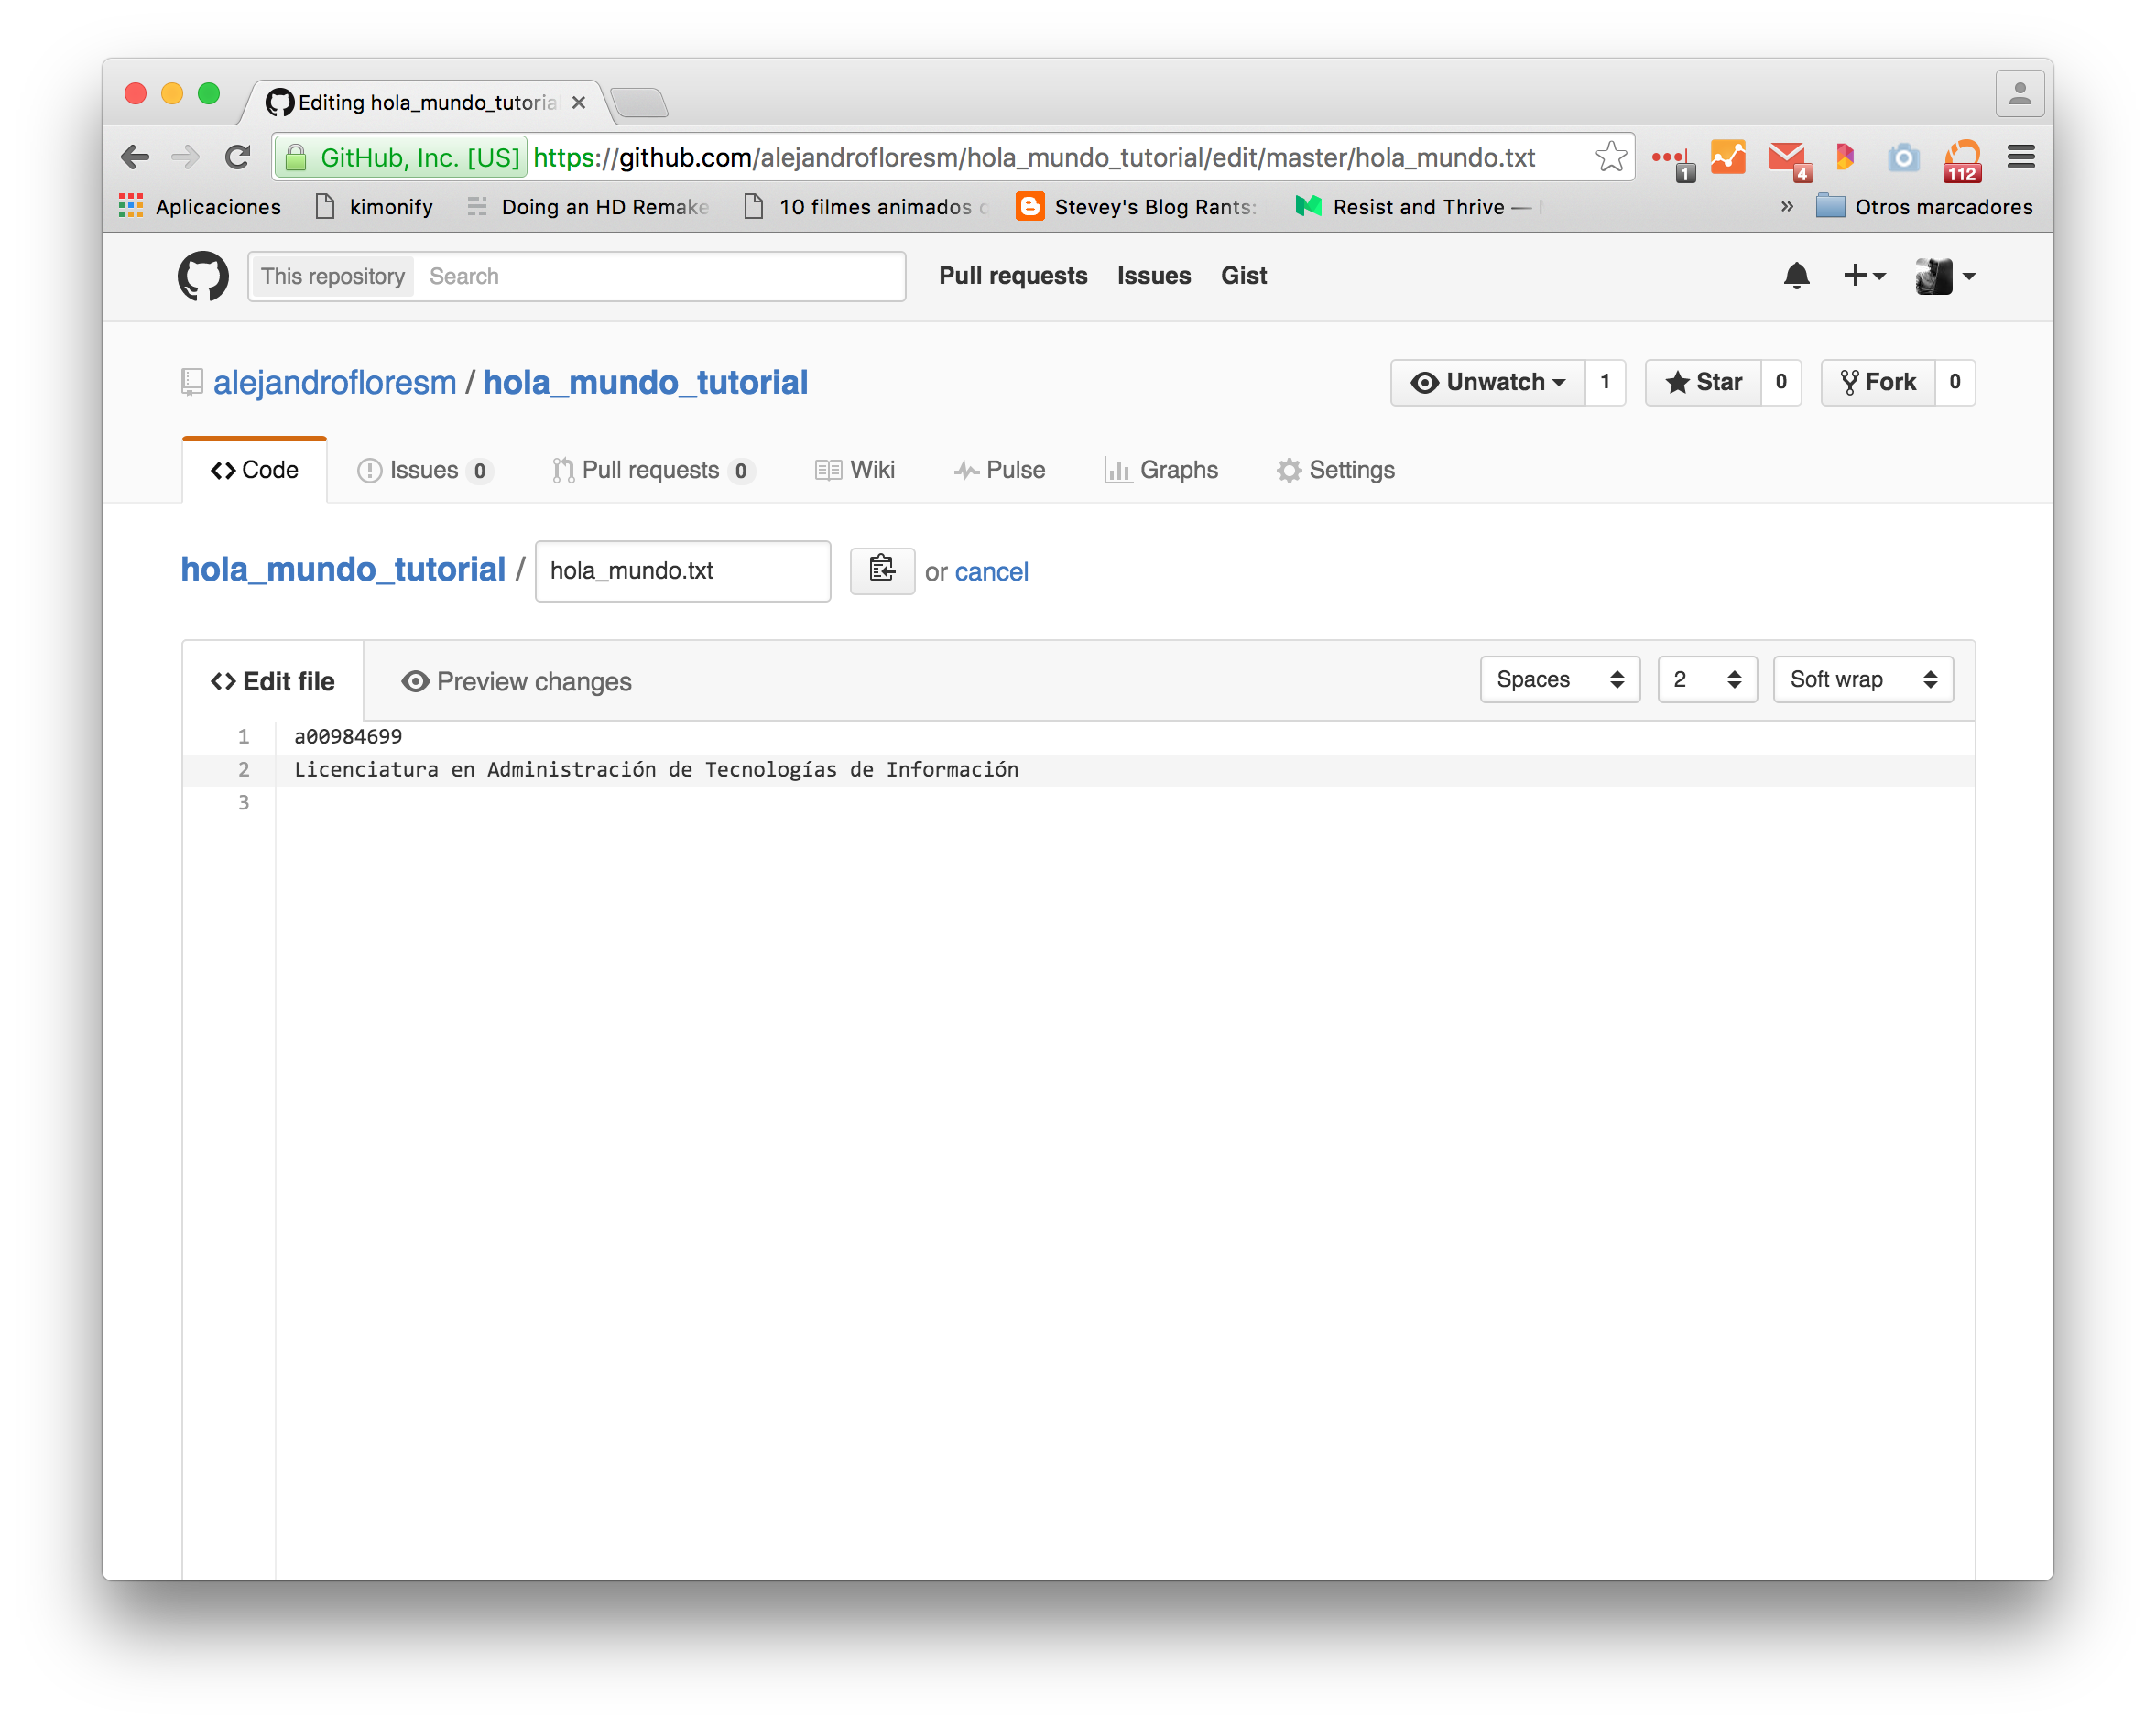 Editing hola_mundo_tutoria
GitHub, Inc. [US] https://github.com/alejandrofloresm/hola_mundo_tutorial/edit/master/hola_mundo.txt 1 4 112
Aplicaciones kimonify Doing an HD Remake 10 filmes animados Stevey's Blog Rants: Resist and Thrive — » Otros marcadores
This repository Search Pull requests Issues Gist
alejandrofloresm / hola_mundo_tutorial Unwatch 1 Star 0 Fork 0
Code Issues 0 Pull requests 0 Wiki Pulse Graphs Settings
hola_mundo_tutorial / hola_mundo.txt or cancel
Edit file Preview changes Spaces 2 Soft wrap
1 a00984699
2 Licenciatura en Administración de Tecnologías de Información
3